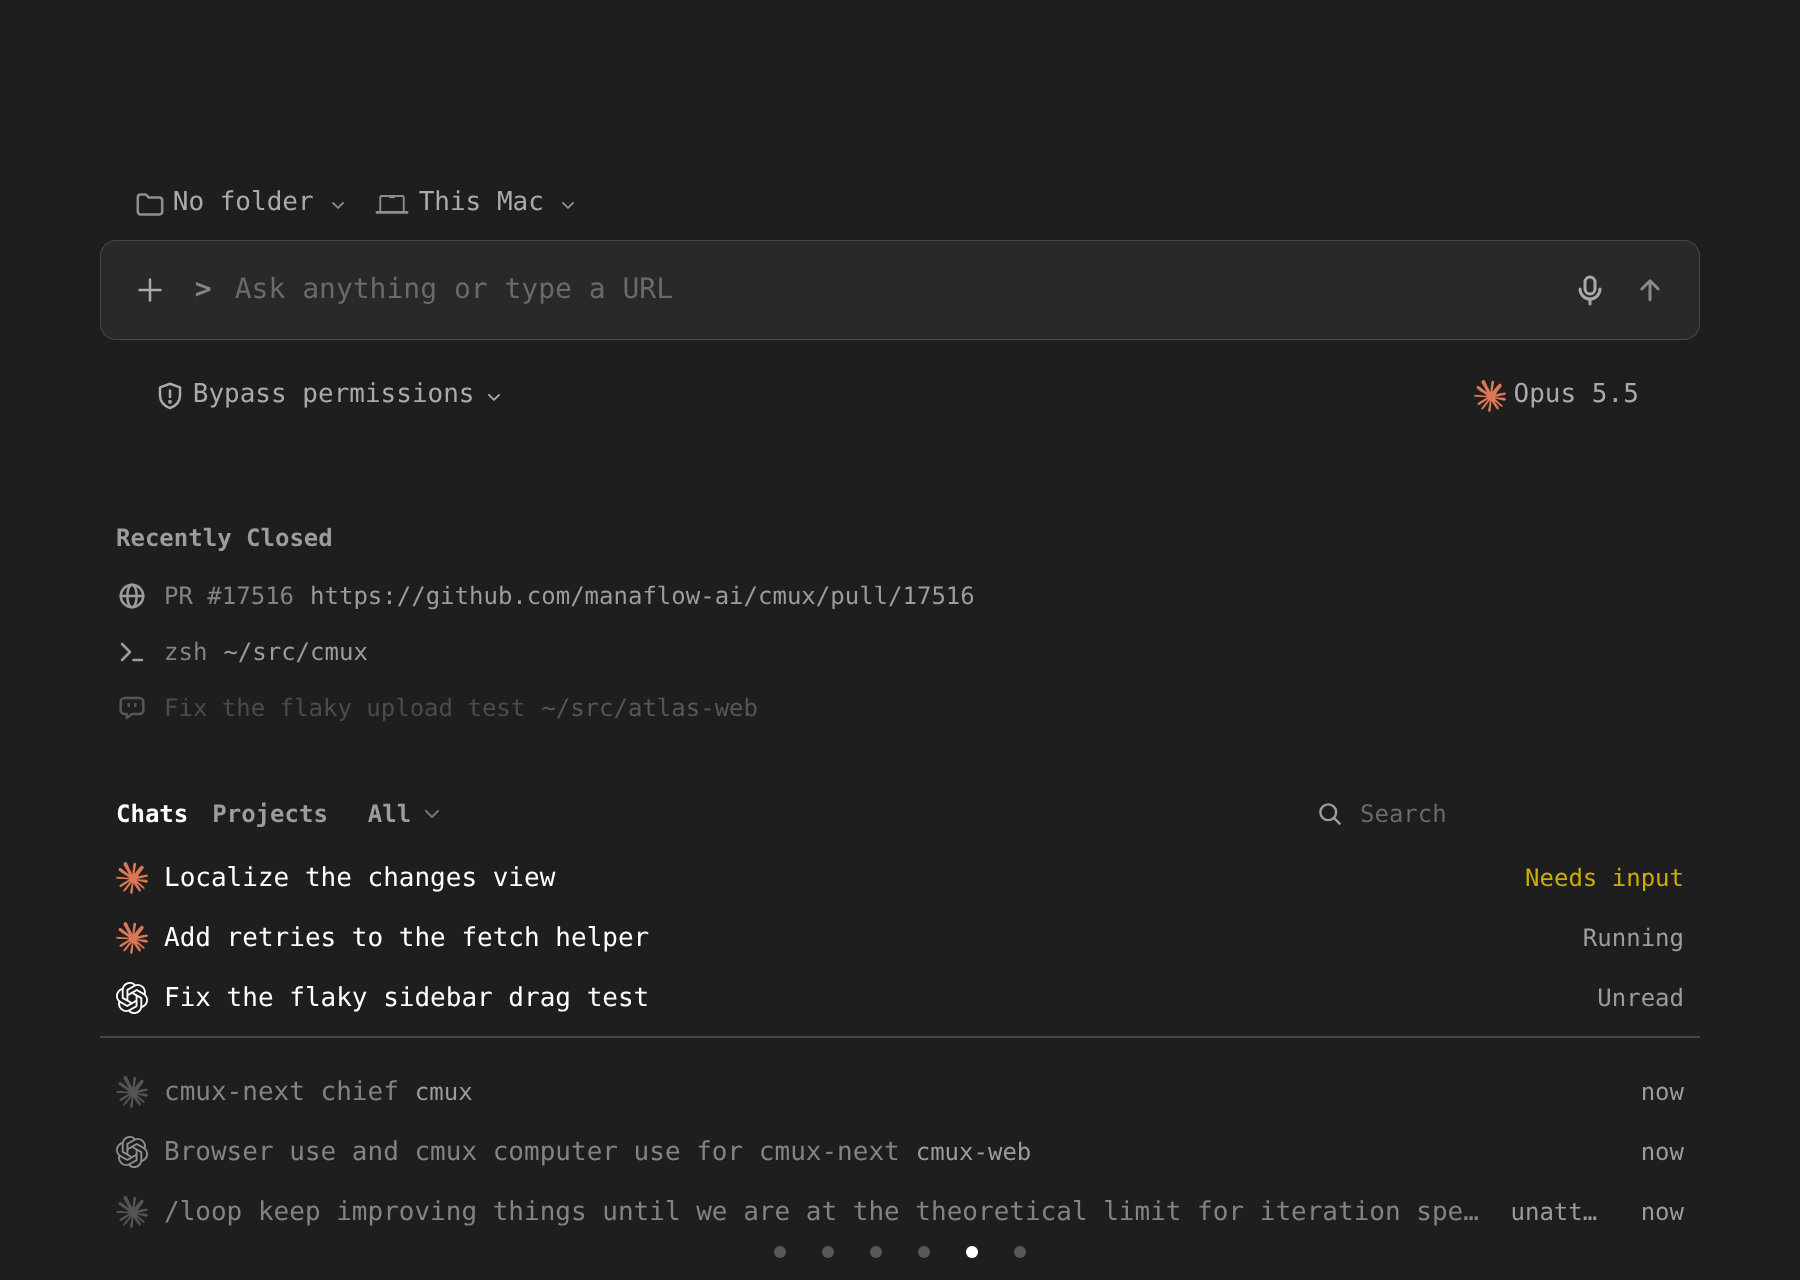 No folder This Mac
> Ask anything or type a URL
Bypass permissions Opus 5.5
Recently Closed
PR #17516 https://github.com/manaflow-ai/cmux/pull/17516
zsh ~/src/cmux
Fix the flaky upload test ~/src/atlas-web
Chats Projects All Search
Localize the changes view Needs input
Add retries to the fetch helper Running
Fix the flaky sidebar drag test Unread
cmux-next chief cmux now
Browser use and cmux computer use for cmux-next cmux-web now
/loop keep improving things until we are at the theoretical limit for iteration spe… unatt… now